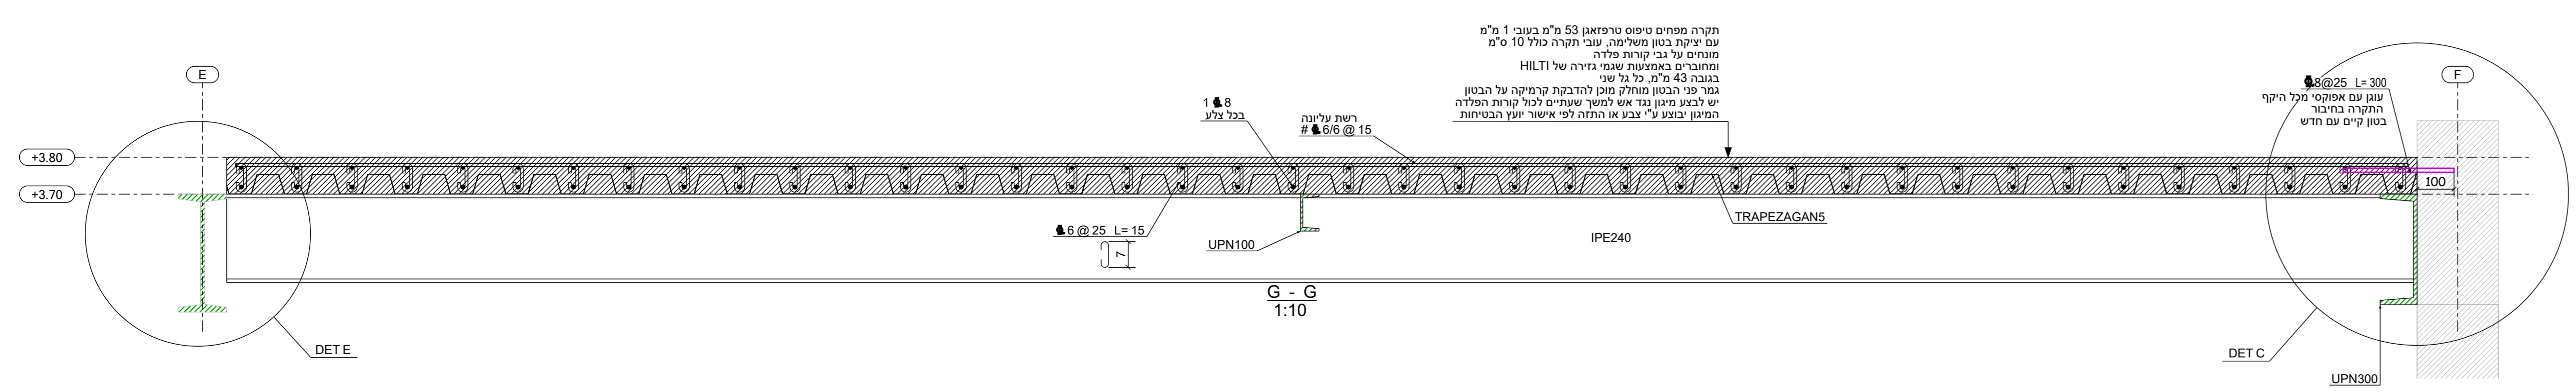 תקרה מפחים טיפוס טרפזאגן 53 מ"מ בעובי 1 מ"מ
עם יציקת בטון משלימה, עובי תקרה כולל 10 ס"מ
מונחים על גבי קורות פלדה
ומחוברים באמצעות שגמי גזירה של HILTI
בגובה 43 מ"מ, כל גל שני
גמר פני הבטון מוחלק מוכן להדבקת קרמיקה על הבטון
יש לבצע מיגון נגד אש למשך שעתיים לכול קורות הפלדה
המיגון יבוצע ע"י צבע או התזה לפי אישור יועץ הבטיחות
E
F
8@25 L= 300
עוגן עם אפוקסי מכל היקף
התקרה בחיבור
בטון קיים עם חדש
1 8
בכל צלע
רשת עליונה
# 6/6 @ 15
+3.80
+3.70
100
TRAPEZAGAN5
6 @ 25 L= 15
7
UPN100
IPE240
G - G
1:10
DET E
DET C
UPN300